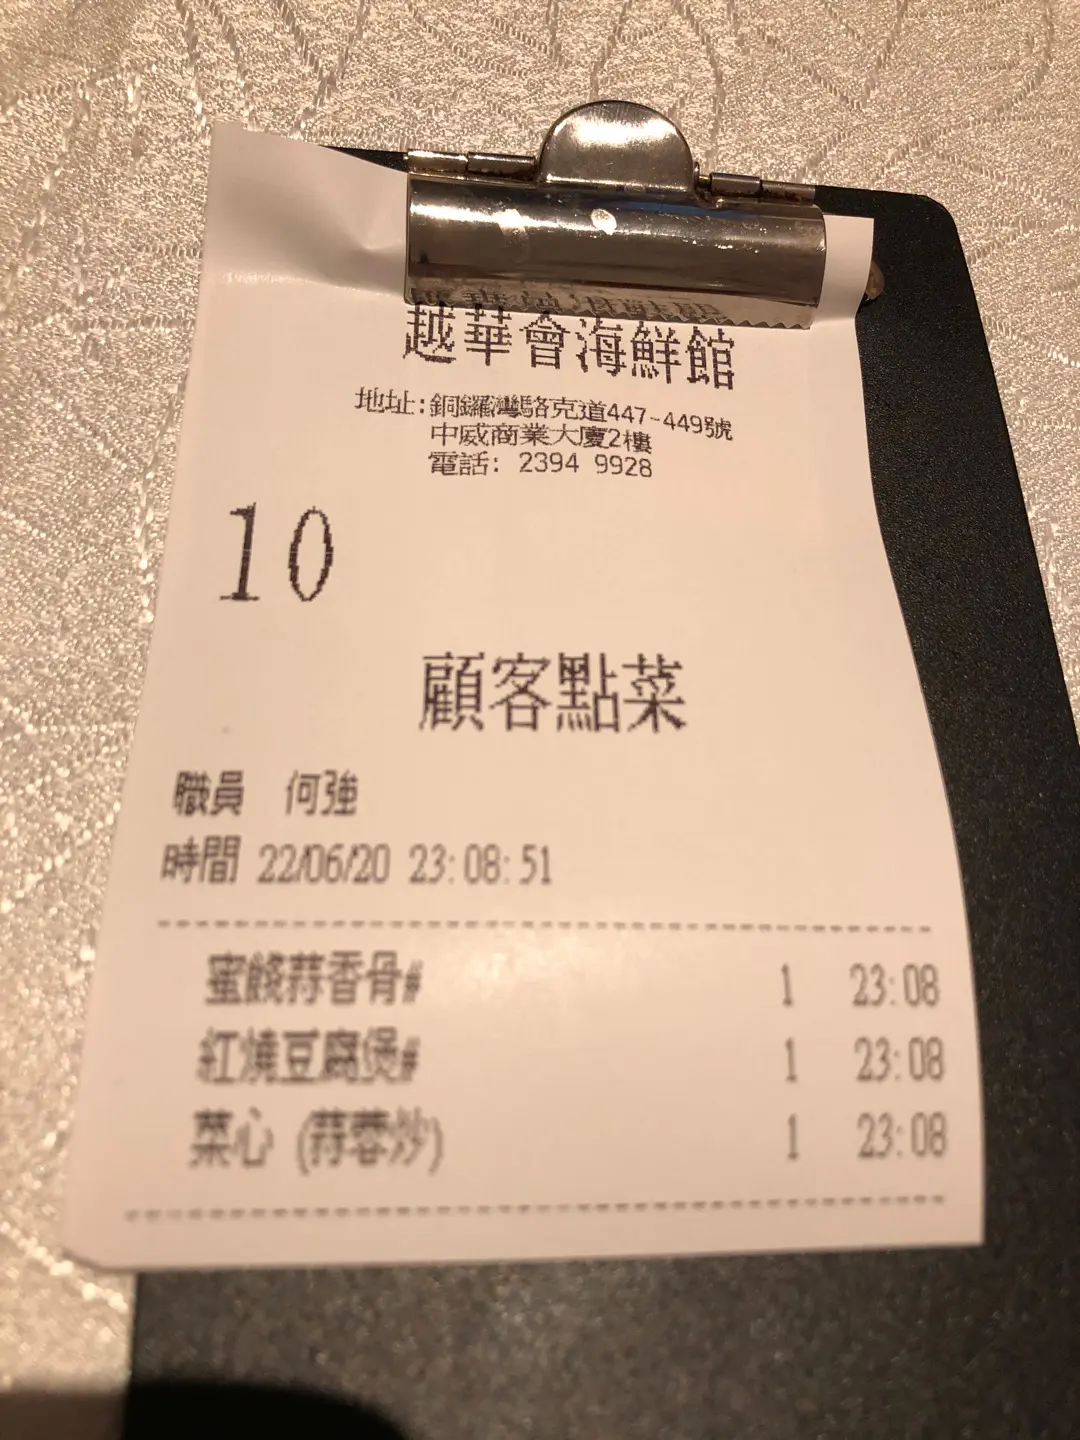 越華會海鮮館
地址:銅鑼灣駱克道447-449號
中威商業大廈2樓
電話: 2394 9928
10
顧客點菜
職員 何強
時間 22/06/20 23:08:51
蜜餞蒜香骨# 1 23:08
紅燒豆腐煲# 1 23:08
菜心 (蒜蓉炒) 1 23:08